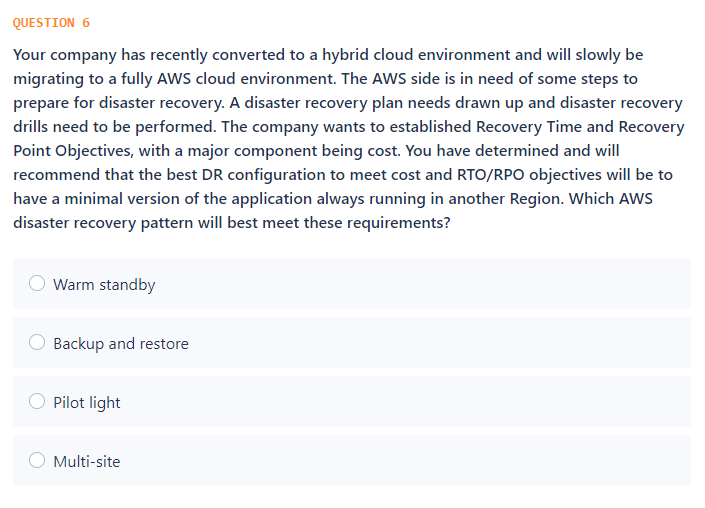 QUESTION 6
Your company has recently converted to a hybrid cloud environment and will slowly be
migrating to a fully AWS cloud environment. The AWS side is in need of some steps to
prepare for disaster recovery. A disaster recovery plan needs drawn up and disaster recovery
drills need to be performed. The company wants to established Recovery Time and Recovery
Point Objectives, with a major component being cost. You have determined and will
recommend that the best DR configuration to meet cost and RTO/RPO objectives will be to
have a minimal version of the application always running in another Region. Which AWS
disaster recovery pattern will best meet these requirements?
Warm standby
Backup and restore
Pilot light
Multi-site